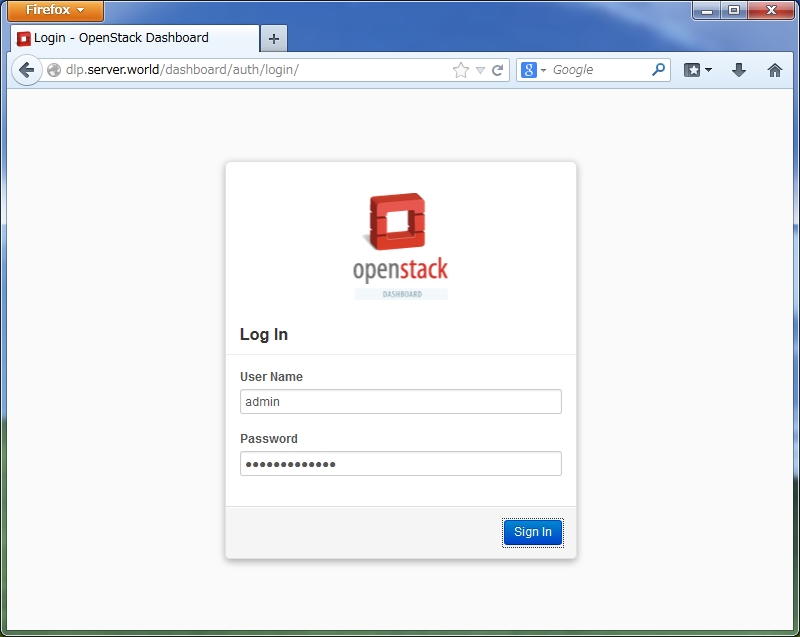 Firefox
Login - OpenStack Dashboard
dlp.server.world/dashboard/auth/login/
Google
openstack
DASHBOARD
Log In
User Name
admin
Password
•••••••••••••
Sign In